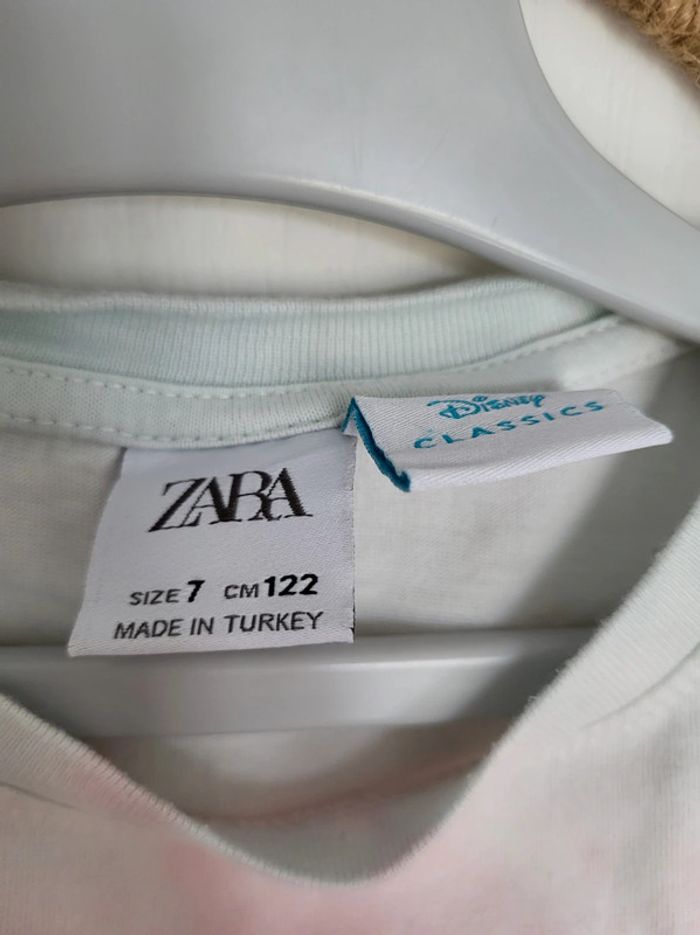 ZARA
SIZE 7 CM 122
MADE IN TURKEY
Disney
CLASSICS